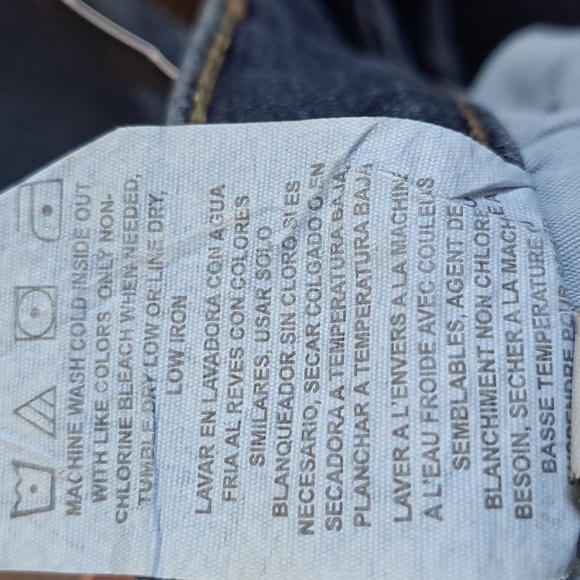 MACHINE WASH COLD INSIDE OUT
WITH LIKE COLORS ONLY NON-
CHLORINE BLEACH WHEN NEEDED,
TUMBLE DRY LOW OR LINE DRY,
LOW IRON
LAVAR EN LAVADORA CON AGUA
FRIA AL REVES CON COLORES
SIMILARES, USAR SOLO
BLANQUEADOR SIN CLORO SI ES
NECESARIO, SECAR COLGADO O EN
SECADORA A TEMPERATURA BAJA,
PLANCHAR A TEMPERATURA BAJA
LAVER A L'ENVERS A LA MACHINE
A L'EAU FROIDE AVEC COULEURS
SEMBLABLES, AGENT DE
BLANCHIMENT NON CHLORE
BESOIN, SECHER A LA MACH
BASSE TEMPERATURE